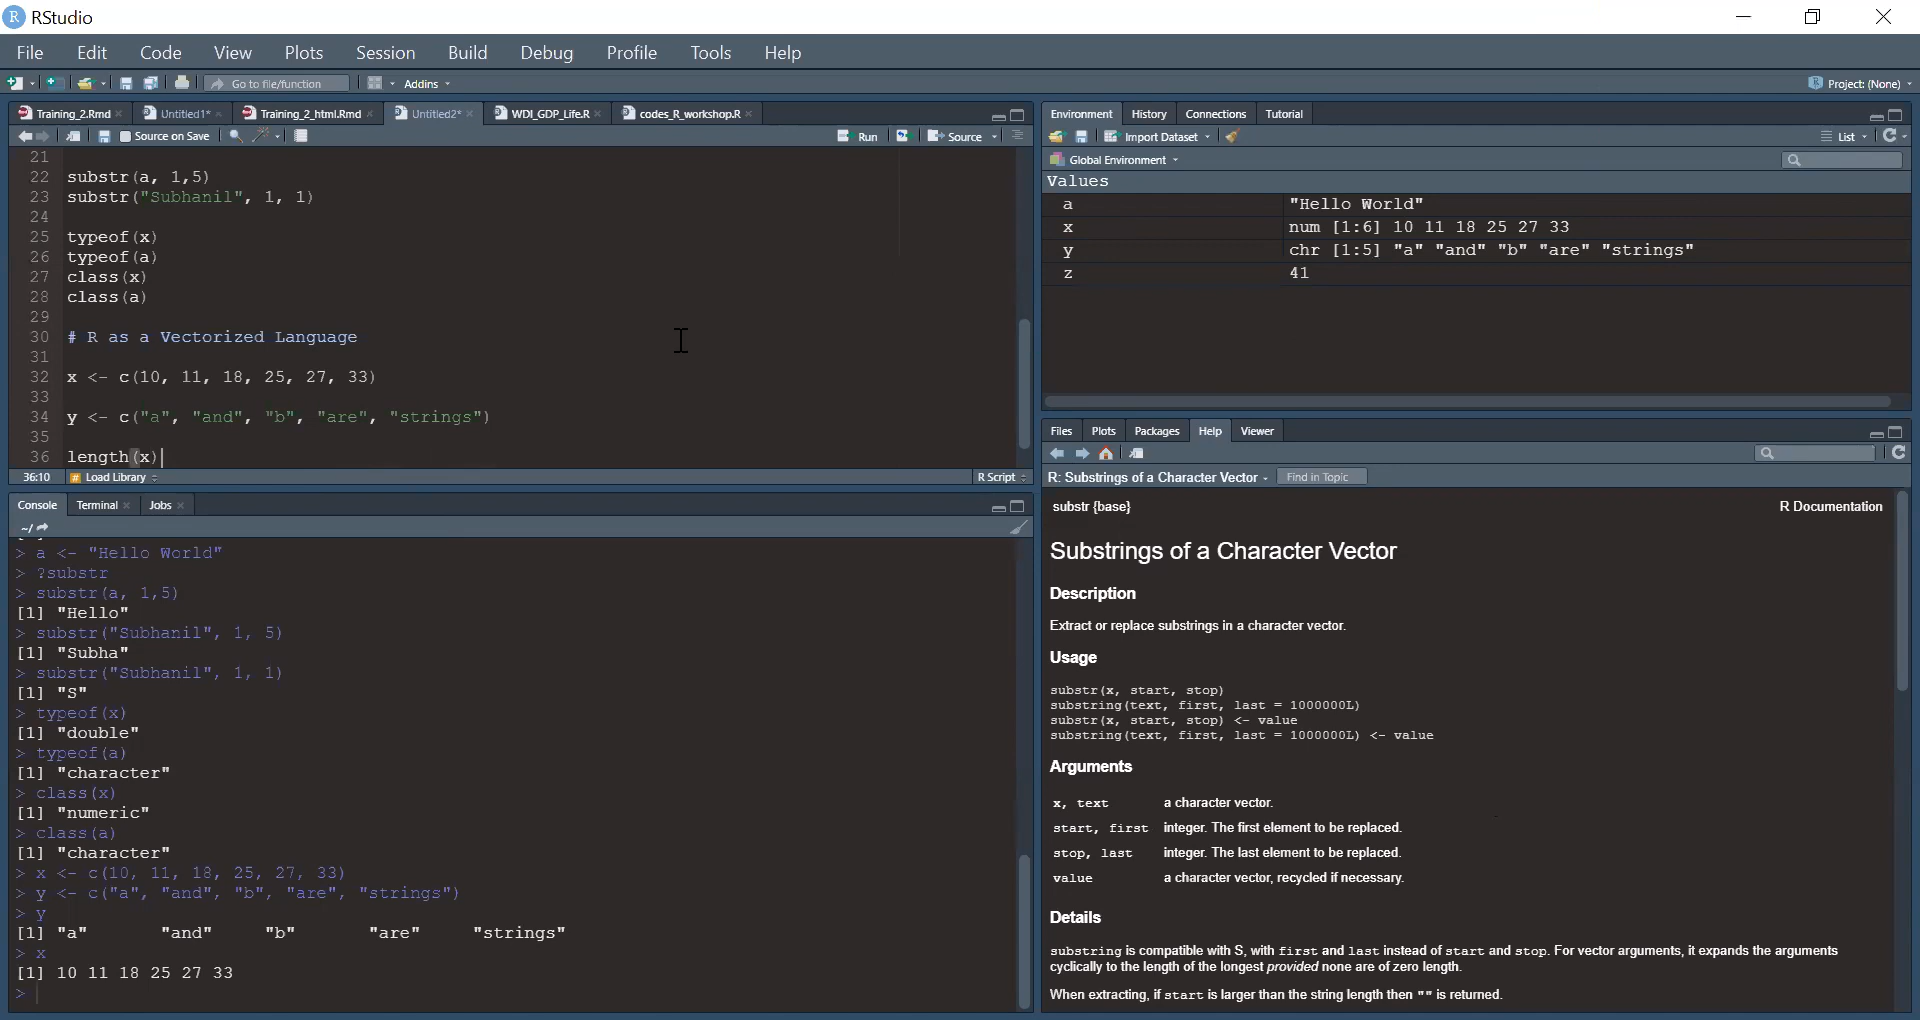 RStudio
File Edit Code View Plots Session Build Debug Profile Tools Help
Go to file/function Addins Project: (None)
Training_2.Rmd Untitled1* Training_2_html.Rmd Untitled2* WDI_GDP_Life.R codes_R_workshop.R
Source on Save Run Source
21
22 substr(a, 1,5)
23 substr("Subhanil", 1, 1)
24
25 typeof(x)
26 typeof(a)
27 class(x)
28 class(a)
29
30 # R as a Vectorized Language
31
32 x <- c(10, 11, 18, 25, 27, 33)
33
34 y <- c("a", "and", "b", "are", "strings")
35
36 length(x)
36:10 # Load Library R Script
Console Terminal Jobs
~/
> a <- "Hello World"
> ?substr
> substr(a, 1,5)
[1] "Hello"
> substr("Subhanil", 1, 5)
[1] "Subha"
> substr("Subhanil", 1, 1)
[1] "S"
> typeof(x)
[1] "double"
> typeof(a)
[1] "character"
> class(x)
[1] "numeric"
> class(a)
[1] "character"
> x <- c(10, 11, 18, 25, 27, 33)
> y <- c("a", "and", "b", "are", "strings")
> y
[1] "a" "and" "b" "are" "strings"
> x
[1] 10 11 18 25 27 33
>
Environment History Connections Tutorial
Import Dataset List
Global Environment
Values
a "Hello World"
x num [1:6] 10 11 18 25 27 33
y chr [1:5] "a" "and" "b" "are" "strings"
z 41
Files Plots Packages Help Viewer
R: Substrings of a Character Vector Find in Topic
substr {base} R Documentation
Substrings of a Character Vector
Description
Extract or replace substrings in a character vector.
Usage
substr(x, start, stop)
substring(text, first, last = 1000000L)
substr(x, start, stop) <- value
substring(text, first, last = 1000000L) <- value
Arguments
x, text a character vector.
start, first integer. The first element to be replaced.
stop, last integer. The last element to be replaced.
value a character vector, recycled if necessary.
Details
substring is compatible with S, with first and last instead of start and stop. For vector arguments, it expands the arguments
cyclically to the length of the longest provided none are of zero length.
When extracting, if start is larger than the string length then "" is returned.